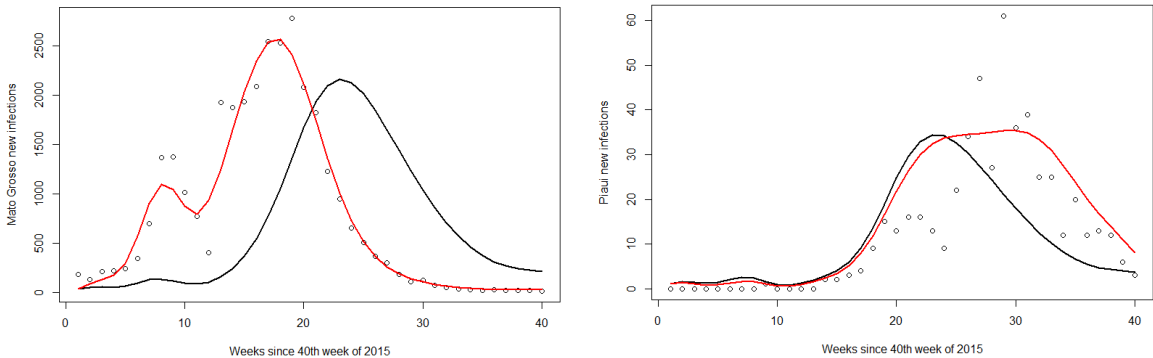 Mato Grosso new infections
2500
2000
1500
1000
500
0
0 10 20 30 40
Weeks since 40th week of 2015
Piaui new infections
60
50
40
30
20
10
0
0 10 20 30 40
Weeks since 40th week of 2015